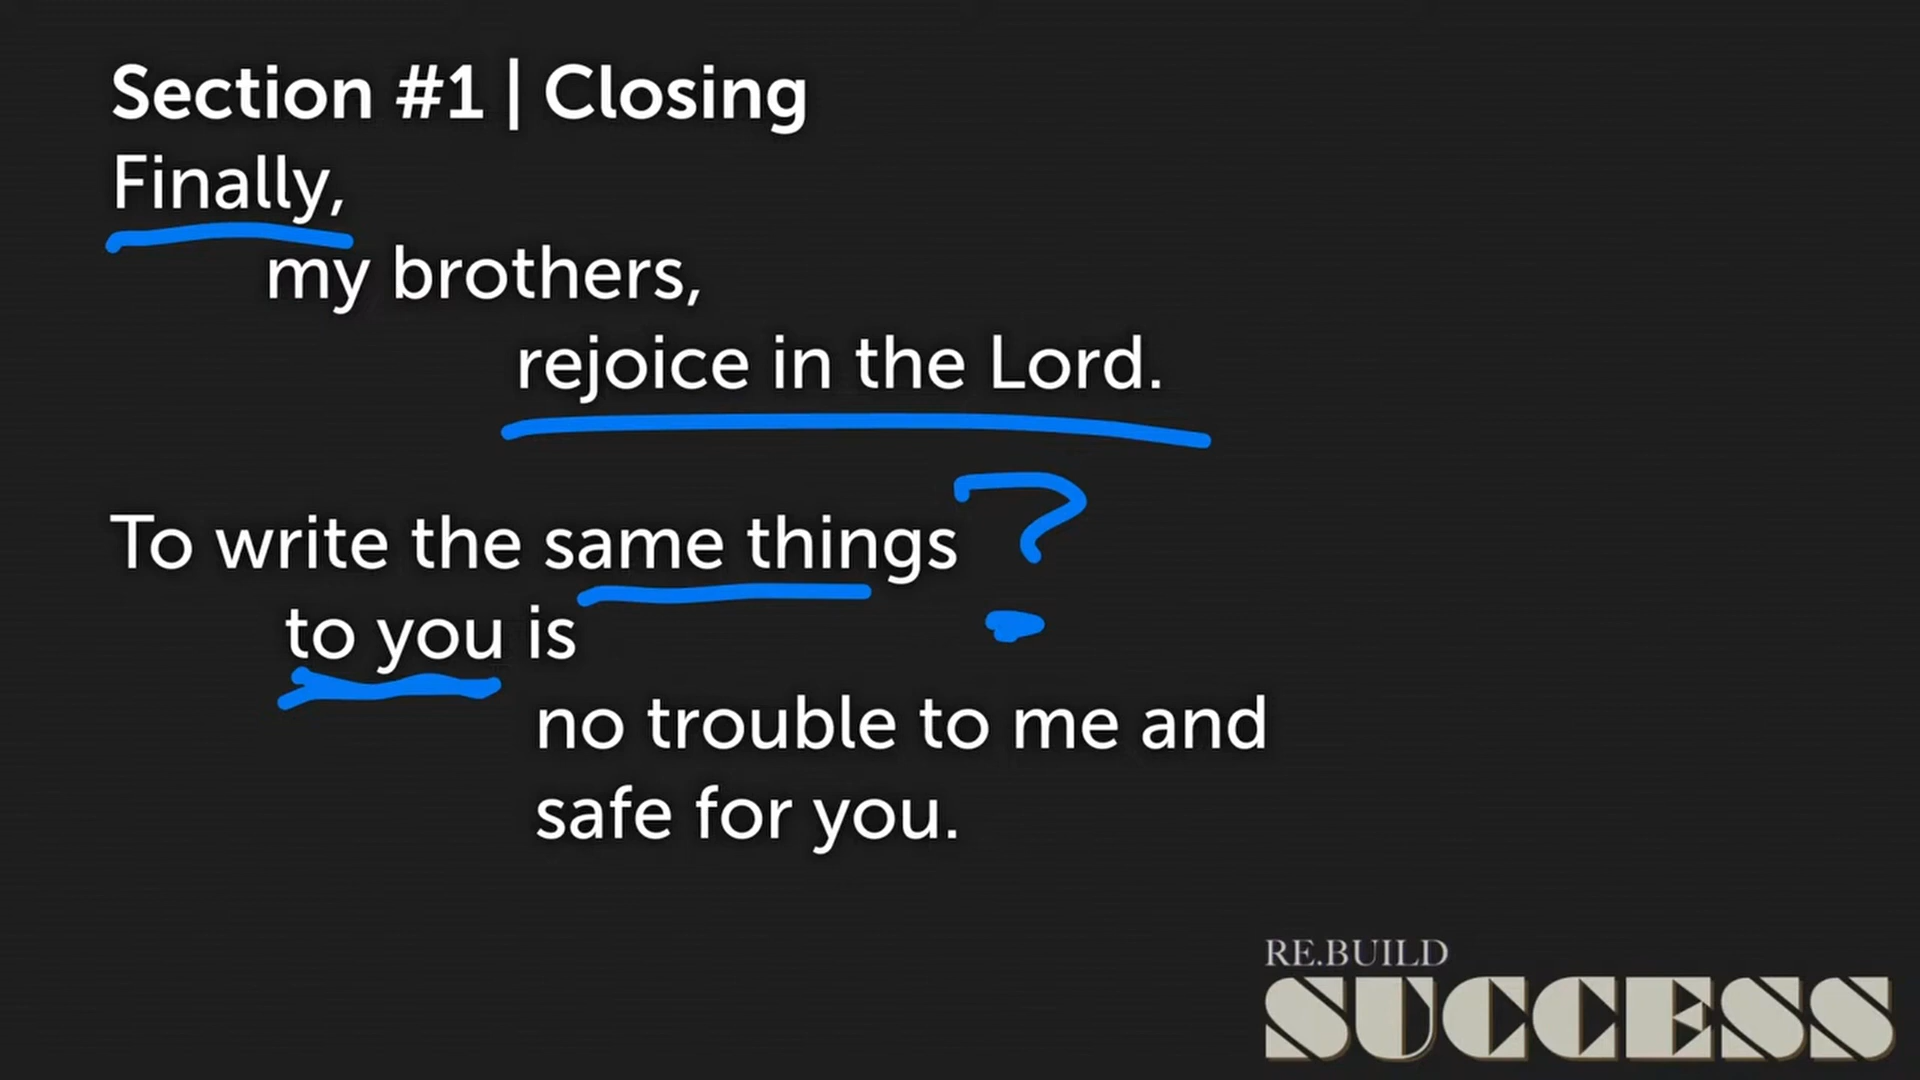 Section #1 | Closing
Finally,
my brothers,
rejoice in the Lord.
To write the same things ?
to you is
no trouble to me and
safe for you.
RE.BUILD
SUCCESS